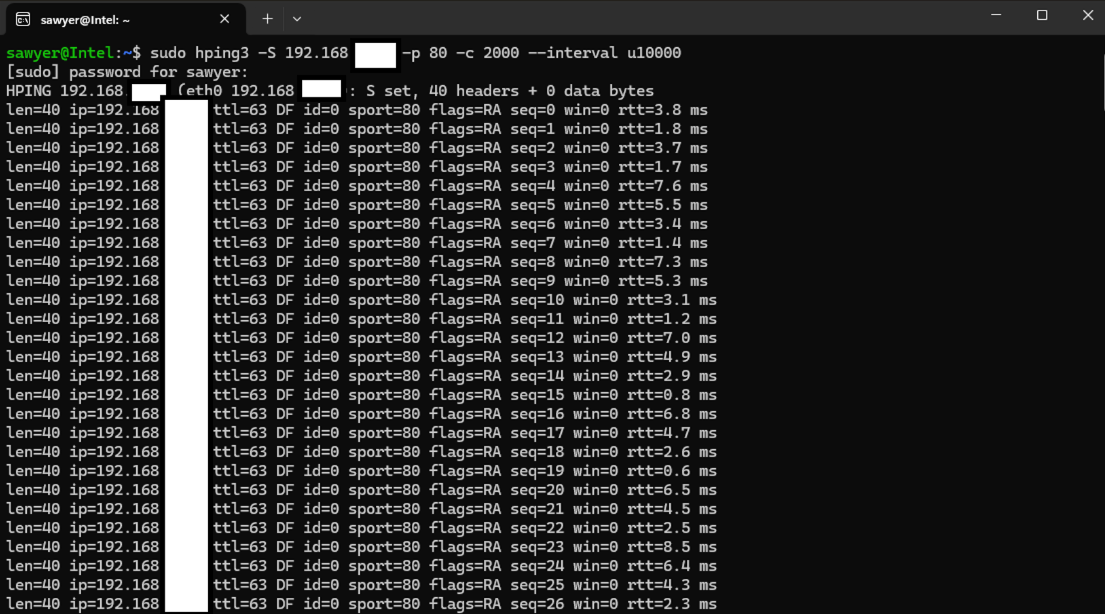 sawyer@Intel: ~
sawyer@Intel:~$ sudo hping3 -S 192.168 -p 80 -c 2000 --interval u10000
[sudo] password for sawyer:
HPING 192.168. (eth0 192.168 ): S set, 40 headers + 0 data bytes
len=40 ip=192.168 ttl=63 DF id=0 sport=80 flags=RA seq=0 win=0 rtt=3.8 ms
len=40 ip=192.168 ttl=63 DF id=0 sport=80 flags=RA seq=1 win=0 rtt=1.8 ms
len=40 ip=192.168 ttl=63 DF id=0 sport=80 flags=RA seq=2 win=0 rtt=3.7 ms
len=40 ip=192.168 ttl=63 DF id=0 sport=80 flags=RA seq=3 win=0 rtt=1.7 ms
len=40 ip=192.168 ttl=63 DF id=0 sport=80 flags=RA seq=4 win=0 rtt=7.6 ms
len=40 ip=192.168 ttl=63 DF id=0 sport=80 flags=RA seq=5 win=0 rtt=5.5 ms
len=40 ip=192.168 ttl=63 DF id=0 sport=80 flags=RA seq=6 win=0 rtt=3.4 ms
len=40 ip=192.168 ttl=63 DF id=0 sport=80 flags=RA seq=7 win=0 rtt=1.4 ms
len=40 ip=192.168 ttl=63 DF id=0 sport=80 flags=RA seq=8 win=0 rtt=7.3 ms
len=40 ip=192.168 ttl=63 DF id=0 sport=80 flags=RA seq=9 win=0 rtt=5.3 ms
len=40 ip=192.168 ttl=63 DF id=0 sport=80 flags=RA seq=10 win=0 rtt=3.1 ms
len=40 ip=192.168 ttl=63 DF id=0 sport=80 flags=RA seq=11 win=0 rtt=1.2 ms
len=40 ip=192.168 ttl=63 DF id=0 sport=80 flags=RA seq=12 win=0 rtt=7.0 ms
len=40 ip=192.168 ttl=63 DF id=0 sport=80 flags=RA seq=13 win=0 rtt=4.9 ms
len=40 ip=192.168 ttl=63 DF id=0 sport=80 flags=RA seq=14 win=0 rtt=2.9 ms
len=40 ip=192.168 ttl=63 DF id=0 sport=80 flags=RA seq=15 win=0 rtt=0.8 ms
len=40 ip=192.168 ttl=63 DF id=0 sport=80 flags=RA seq=16 win=0 rtt=6.8 ms
len=40 ip=192.168 ttl=63 DF id=0 sport=80 flags=RA seq=17 win=0 rtt=4.7 ms
len=40 ip=192.168 ttl=63 DF id=0 sport=80 flags=RA seq=18 win=0 rtt=2.6 ms
len=40 ip=192.168 ttl=63 DF id=0 sport=80 flags=RA seq=19 win=0 rtt=0.6 ms
len=40 ip=192.168 ttl=63 DF id=0 sport=80 flags=RA seq=20 win=0 rtt=6.5 ms
len=40 ip=192.168 ttl=63 DF id=0 sport=80 flags=RA seq=21 win=0 rtt=4.5 ms
len=40 ip=192.168 ttl=63 DF id=0 sport=80 flags=RA seq=22 win=0 rtt=2.5 ms
len=40 ip=192.168 ttl=63 DF id=0 sport=80 flags=RA seq=23 win=0 rtt=8.5 ms
len=40 ip=192.168 ttl=63 DF id=0 sport=80 flags=RA seq=24 win=0 rtt=6.4 ms
len=40 ip=192.168 ttl=63 DF id=0 sport=80 flags=RA seq=25 win=0 rtt=4.3 ms
len=40 ip=192.168 ttl=63 DF id=0 sport=80 flags=RA seq=26 win=0 rtt=2.3 ms